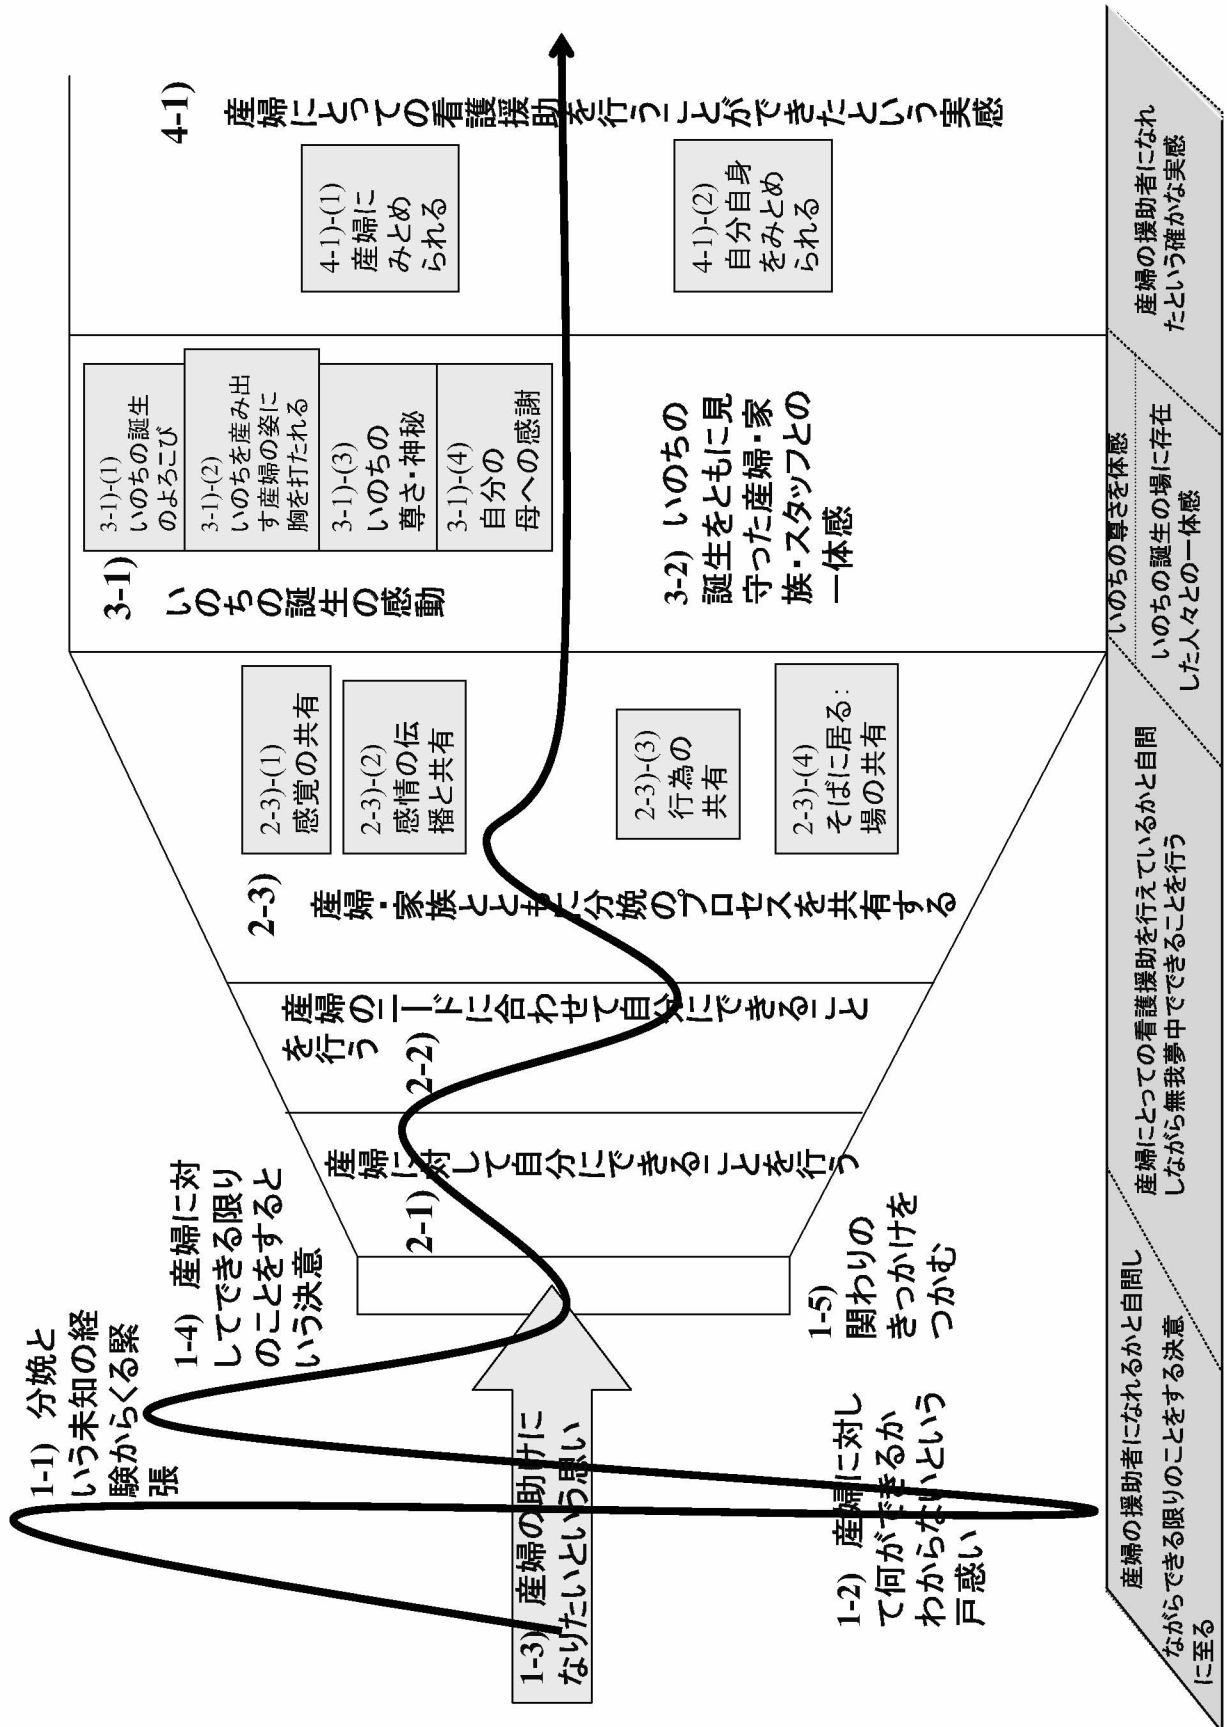 1-1) 分娩と
いう未知の経
験からくる緊
張
1-2) 産婦に対し
て何ができるか
わからないという
戸惑い
1-3) 産婦の助けに
なりたいという思い
1-4) 産婦に対
してできる限り
のことをすると
いう決意
1-5)
関わりの
きっかけを
つかむ
2-1)
産婦に対して自分にできることを行う
2-2)
産婦のニードに合わせて自分にできること
を行う
2-3)
産婦・家族とともに分娩のプロセスを共有する
2-3)-(1)
感覚の共有
2-3)-(2)
感情の伝
播と共有
2-3)-(3)
行為の
共有
2-3)-(4)
そばに居る:
場の共有
3-1)
いのちの誕生の感
動
3-1)-(1)
いのちの誕生
のよろこび
3-1)-(2)
いのちを産み出
す産婦の姿に
胸を打たれる
3-1)-(3)
いのちの
尊さ・神秘
3-1)-(4)
自分の
母への感謝
3-2) いのちの
誕生をともに見
守った産婦・家
族・スタッフとの
一体感
4-1)
産婦にとっての看護援助を行うことができたという実感
4-1)-(1)
産婦に
みとめ
られる
4-1)-(2)
自分自身
をみとめ
られる
産婦の援助者になれるかと自問し
ながらできる限りのことをする決意
に至る
産婦にとっての看護援助を行えているかと自問
しながら無我夢中でできることを行う
いのちの尊さを体感
いのちの誕生の場に存在
した人々との一体感
産婦の援助者になれ
たという確かな実感